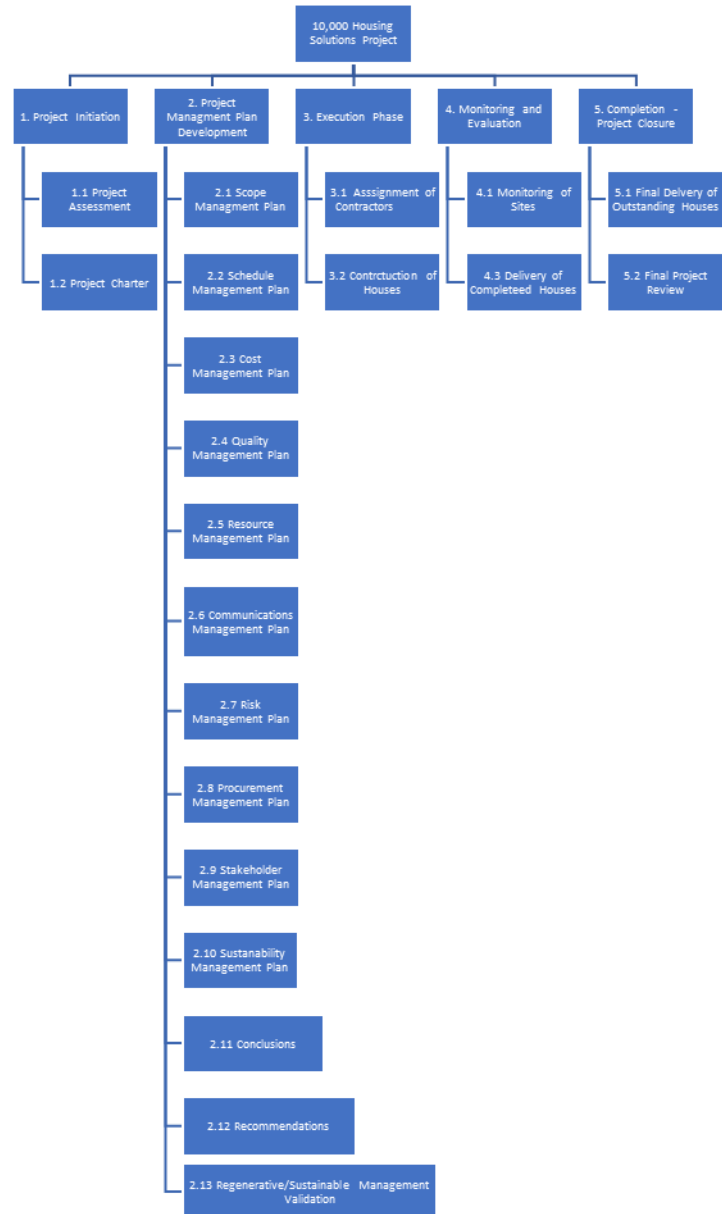 10,000 Housing
Solutions Project
1. Project Initiation
2. Project
Managment Plan
Development
3. Execution Phase
4. Monitoring and
Evaluation
5. Completion -
Project Closure
1.1 Project
Assessment
1.2 Project Charter
2.1 Scope
Managment Plan
2.2 Schedule
Management Plan
2.3 Cost
Management Plan
2.4 Quality
Management Plan
2.5 Resource
Management Plan
2.6 Communications
Management Plan
2.7 Risk
Management Plan
2.8 Procurement
Management Plan
2.9 Stakeholder
Management Plan
2.10 Sustanability
Management Plan
2.11 Conclusions
2.12 Recommendations
2.13 Regenerative/Sustainable Management
Validation
3.1 Asssignment of
Contractors
3.2 Contrctuction of
Houses
4.1 Monitoring of
Sites
4.3 Delivery of
Completeed Houses
5.1 Final Delvery of
Outstanding Houses
5.2 Final Project
Review